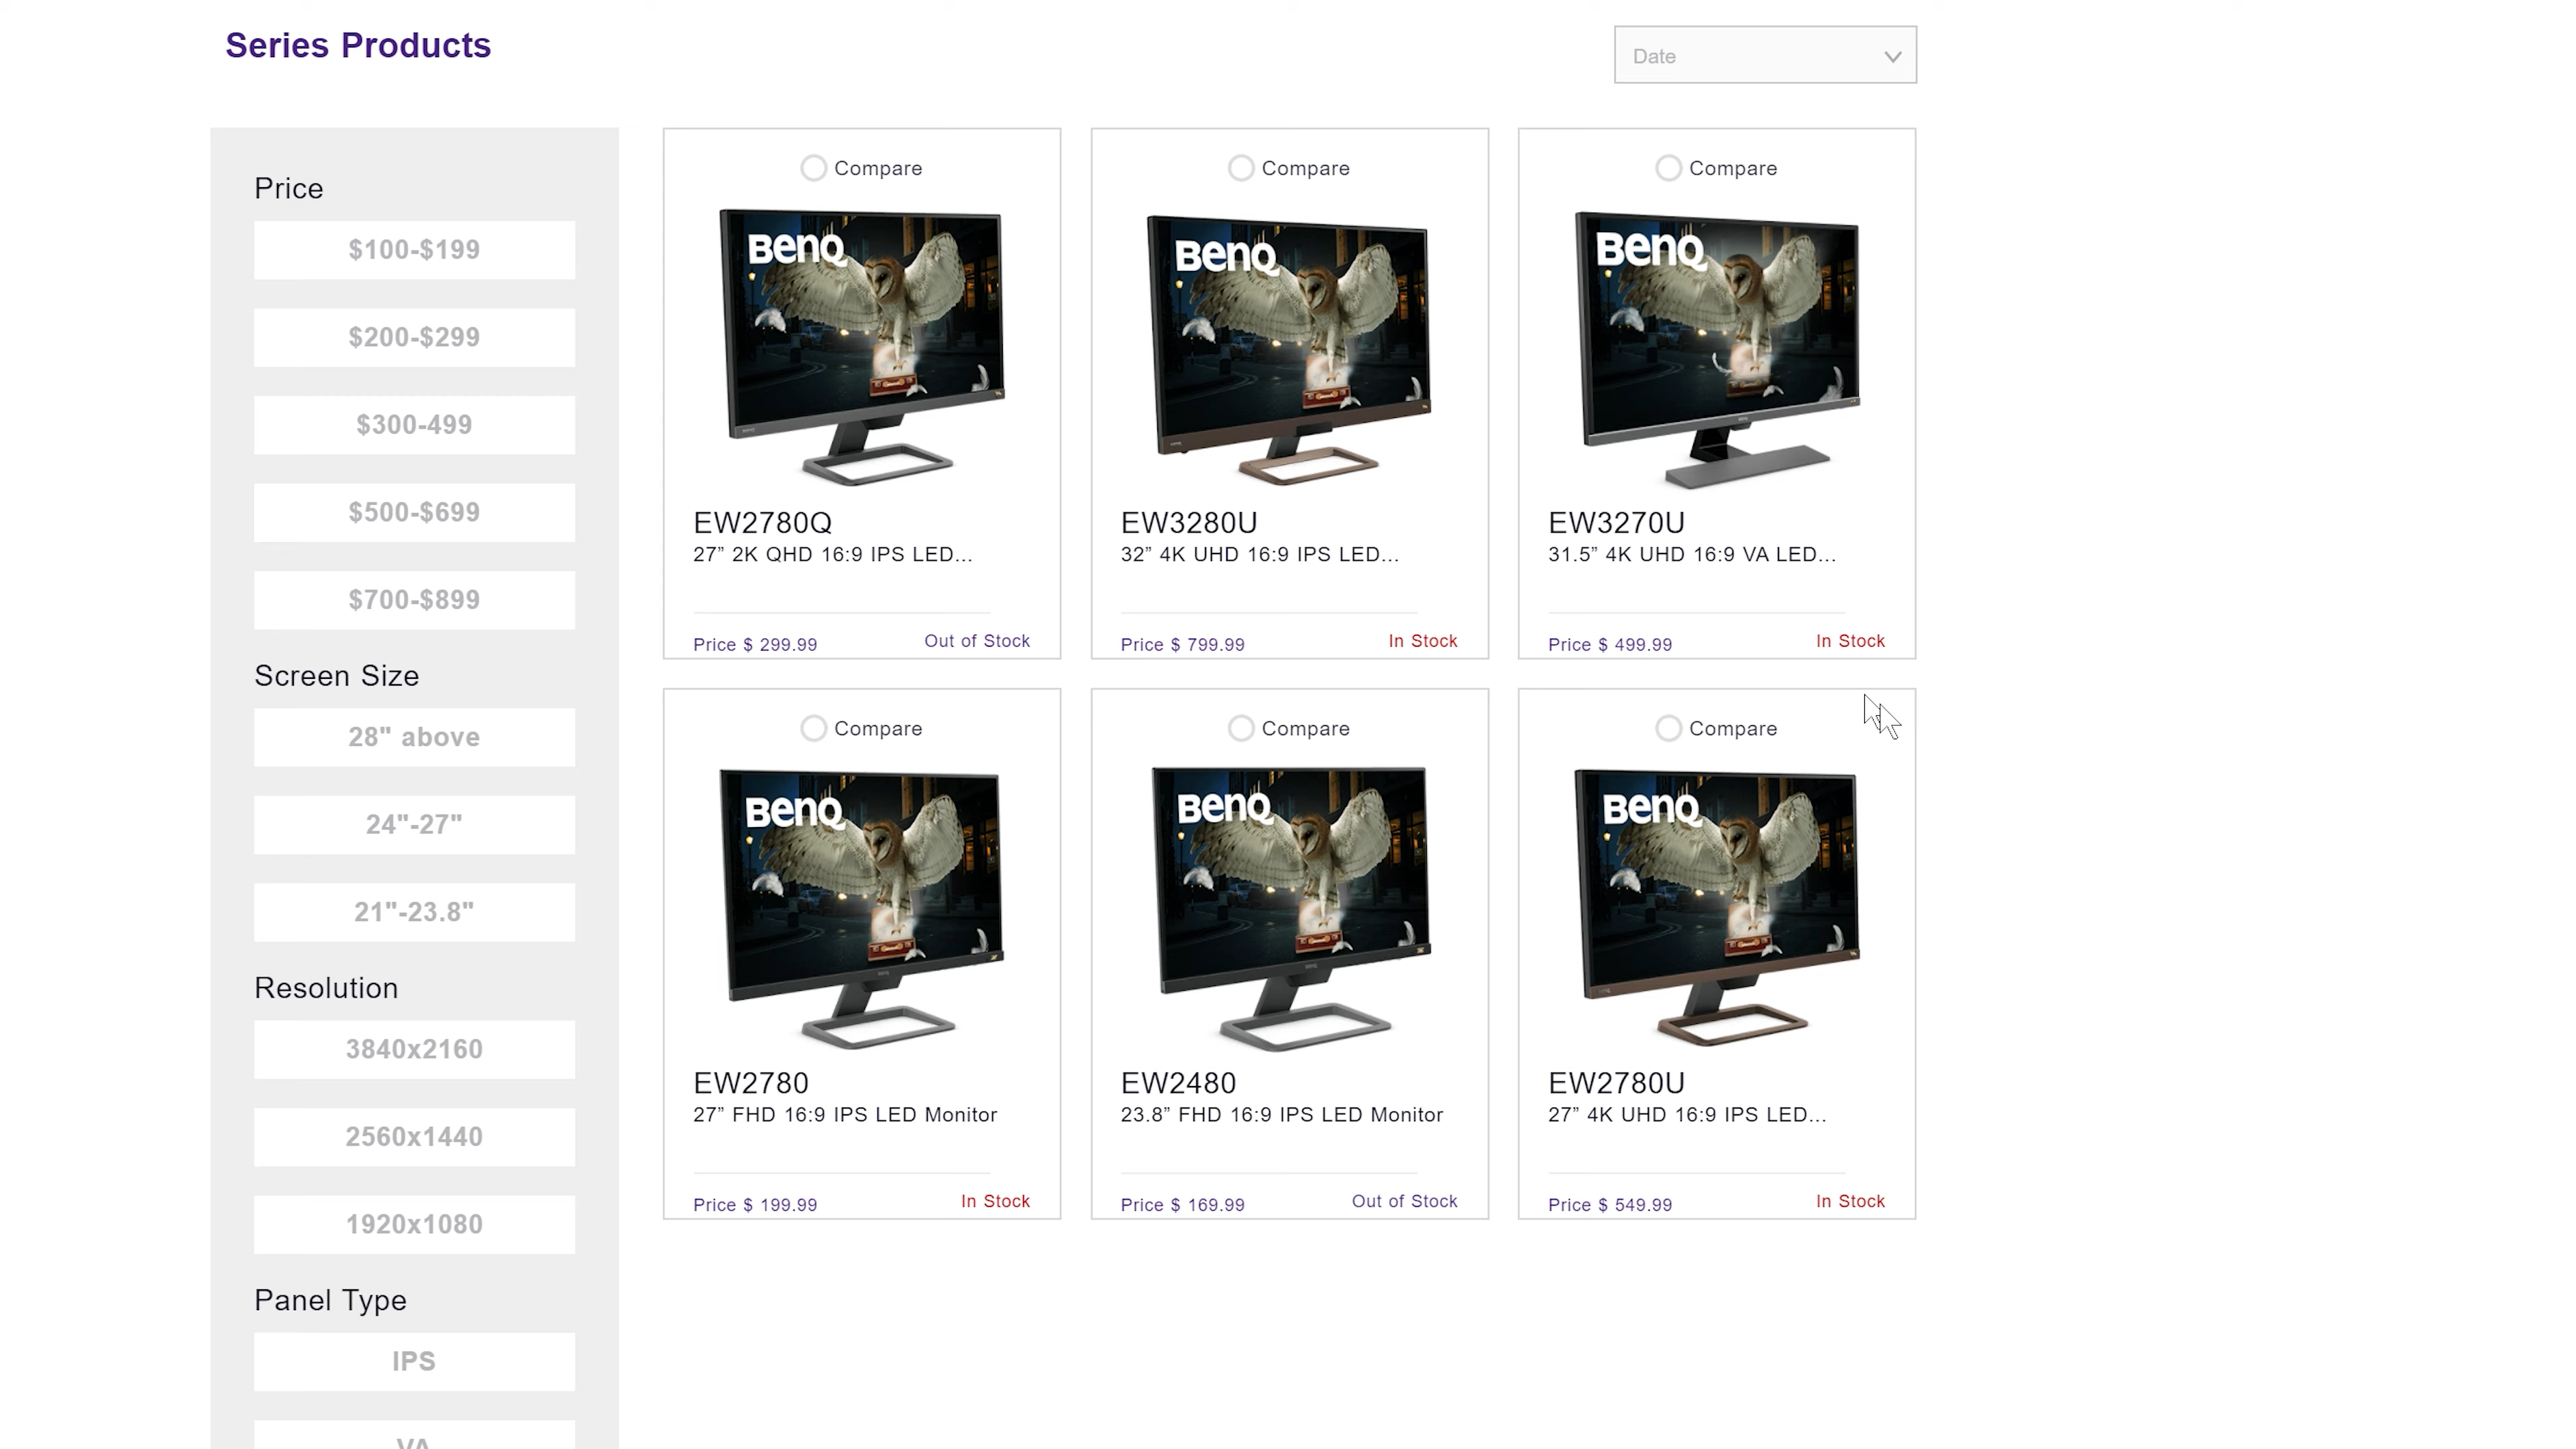 Series Products
Date
Price
$100-$199
$200-$299
$300-499
$500-$699
$700-$899
Screen Size
28" above
24"-27"
21"-23.8"
Resolution
3840x2160
2560x1440
1920x1080
Panel Type
IPS
VA
Compare
BenQ
EW2780Q
27” 2K QHD 16:9 IPS LED...
Price $ 299.99
Out of Stock
Compare
BenQ
EW3280U
32” 4K UHD 16:9 IPS LED...
Price $ 799.99
In Stock
Compare
BenQ
EW3270U
31.5” 4K UHD 16:9 VA LED...
Price $ 499.99
In Stock
Compare
BenQ
EW2780
27” FHD 16:9 IPS LED Monitor
Price $ 199.99
In Stock
Compare
BenQ
EW2480
23.8” FHD 16:9 IPS LED Monitor
Price $ 169.99
Out of Stock
Compare
BenQ
EW2780U
27” 4K UHD 16:9 IPS LED...
Price $ 549.99
In Stock